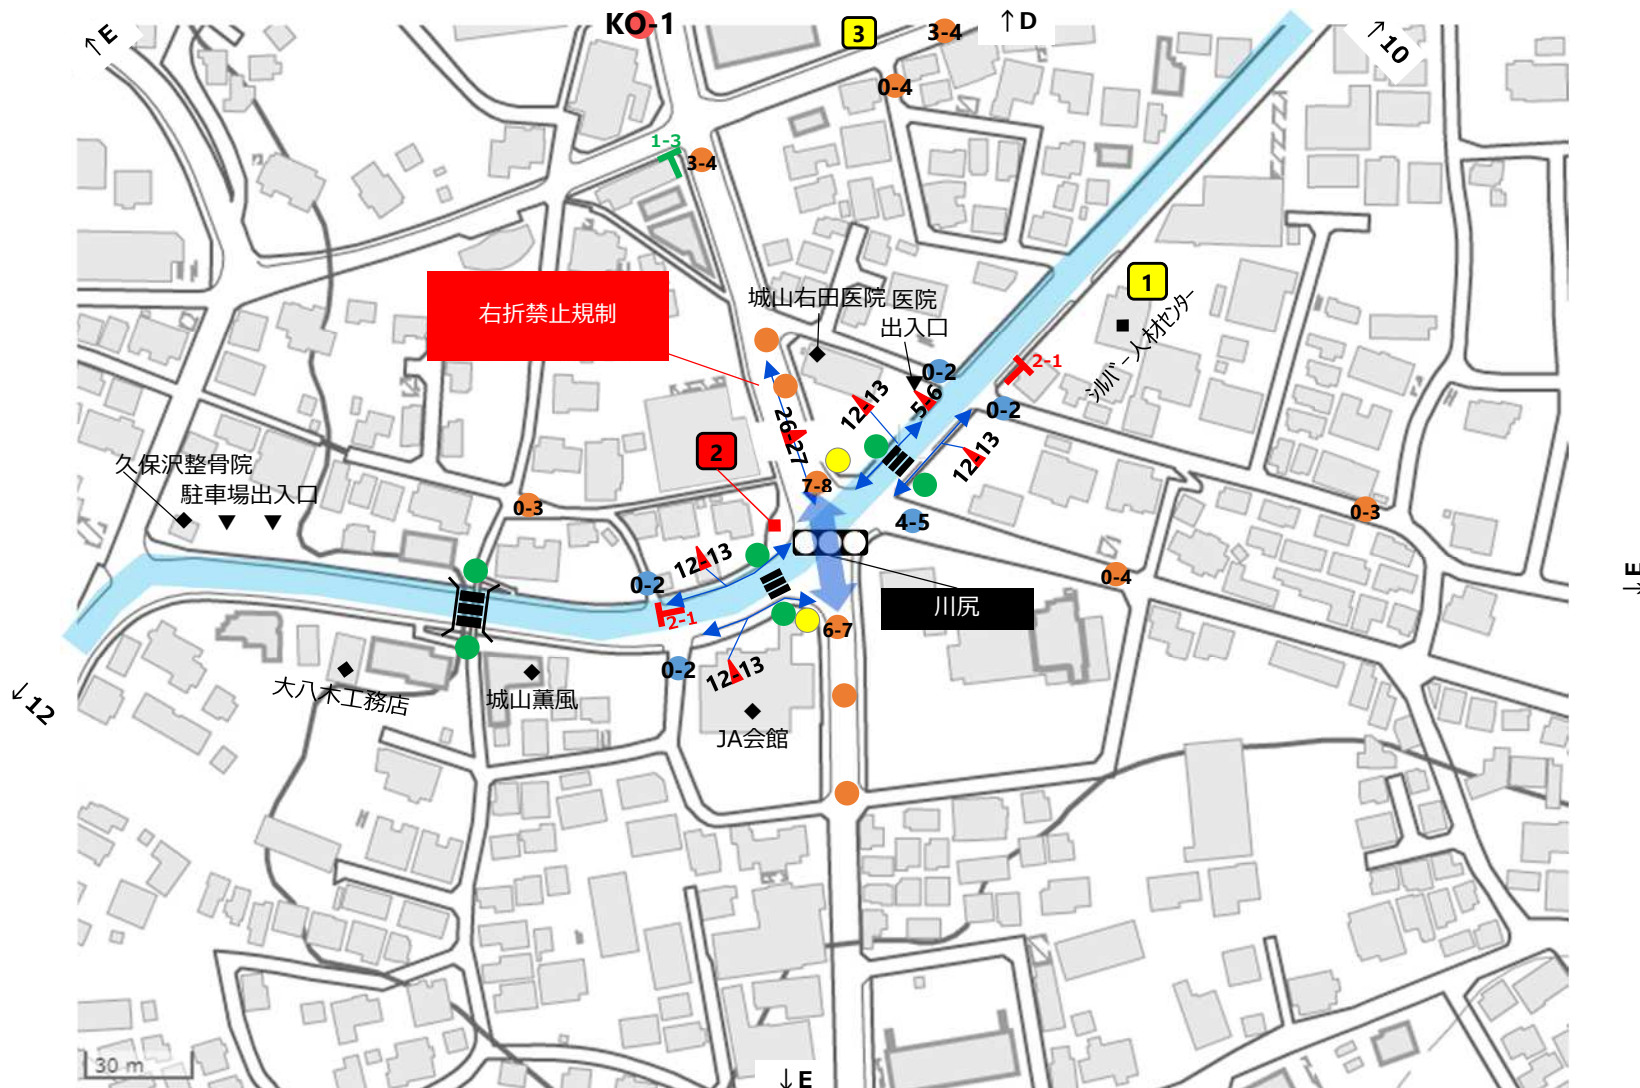 ↑E
KO-1
3
3-4
↑D
↑10
0-4
1-3
3-4
右折禁止規制
城山右田医院
医院
出入口
1
シルバー人材センター
0-2
2-1
12-13
5-6
0-2
26-27
12-13
2
久保沢整骨院
駐車場出入口
7-8
0-3
4-5
0-3
12-13
0-2
0-4
E
↓
川尻
2-1
6-7
0-2
12-13
↓12
大八木工務店
城山薫風
JA会館
30 m
↓E